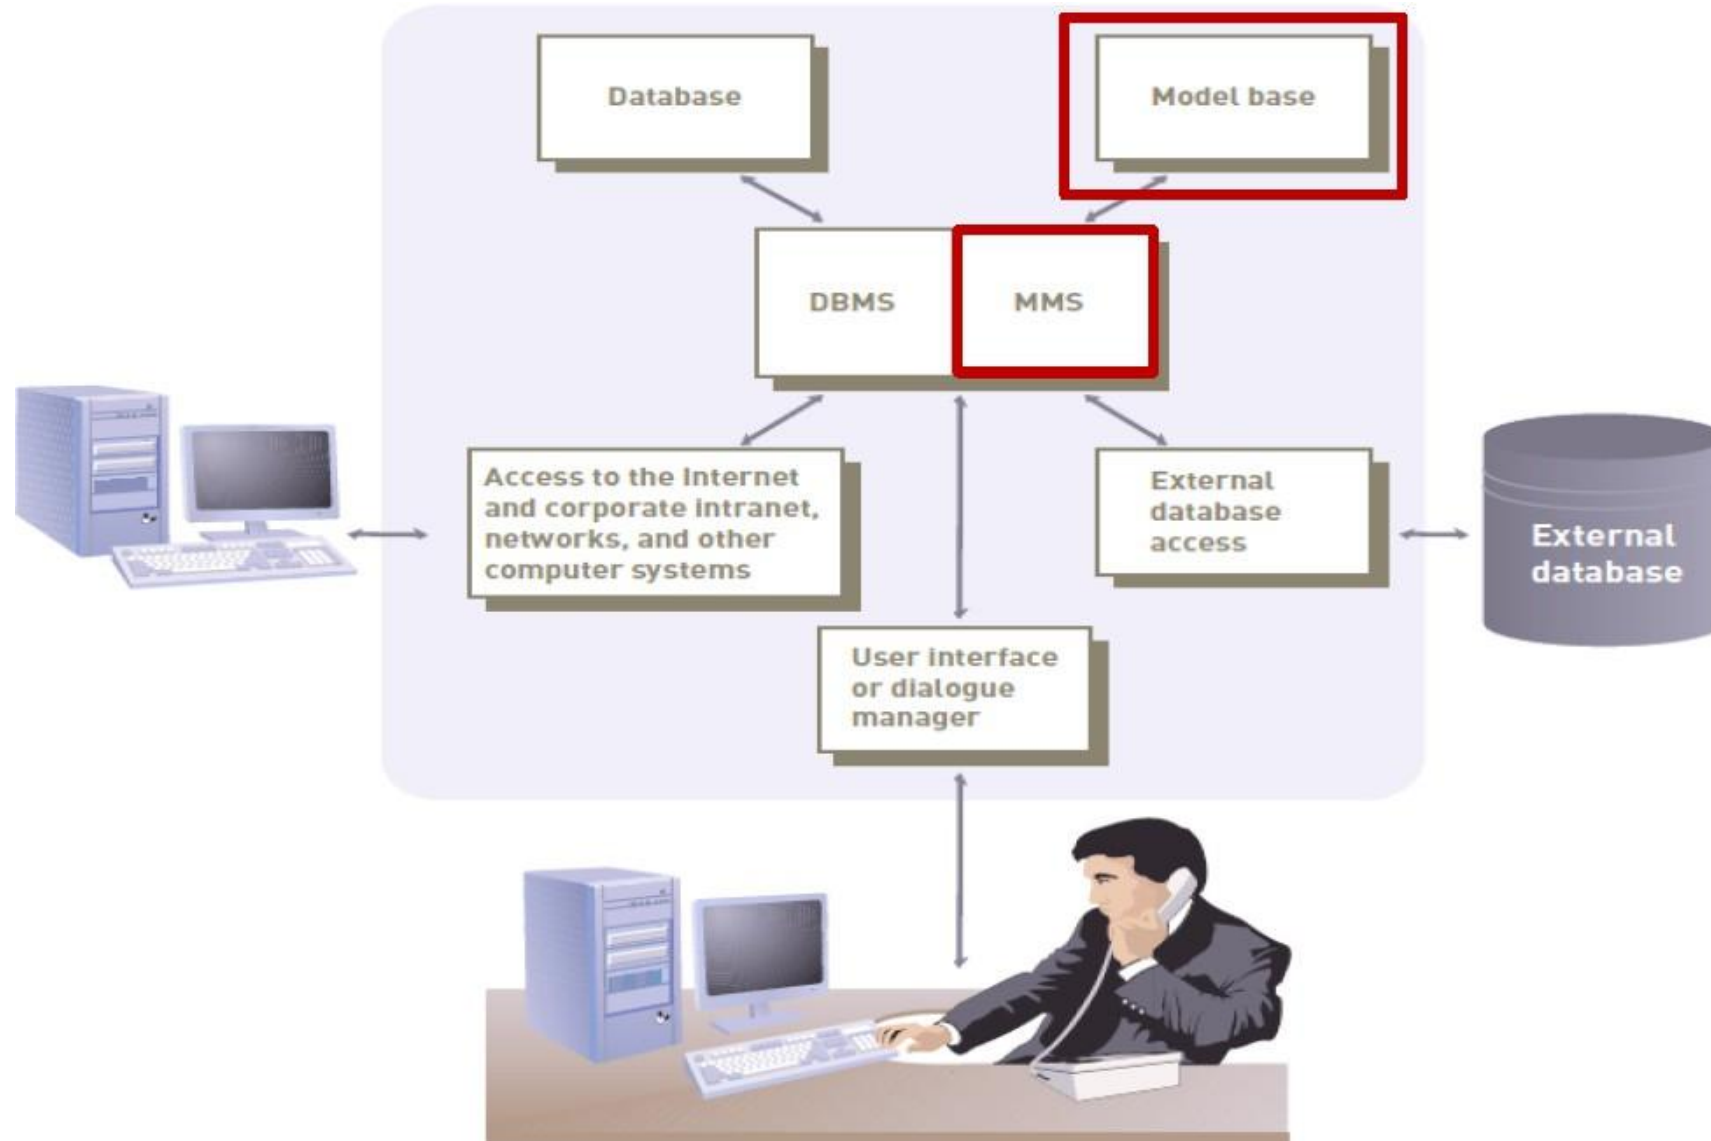 Database
Model base
DBMS
MMS
Access to the Internet
and corporate intranet,
networks, and other
computer systems
External
database
access
External
database
User interface
or dialogue
manager